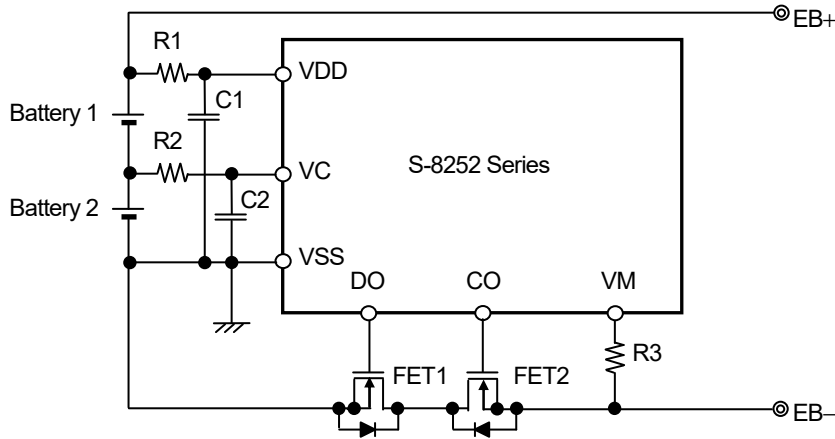 EB+
R1
VDD
C1
Battery 1
R2
S-8252 Series
VC
C2
Battery 2
VSS
DO
CO
VM
R3
FET1
FET2
EB−